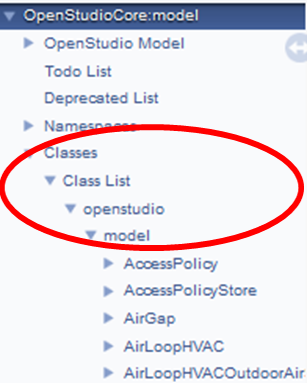 OpenStudioCore:model
OpenStudio Model
Todo List
Deprecated List
Namespaces
Classes
Class List
openstudio
model
AccessPolicy
AccessPolicyStore
AirGap
AirLoopHVAC
AirLoopHVACOutdoorAir